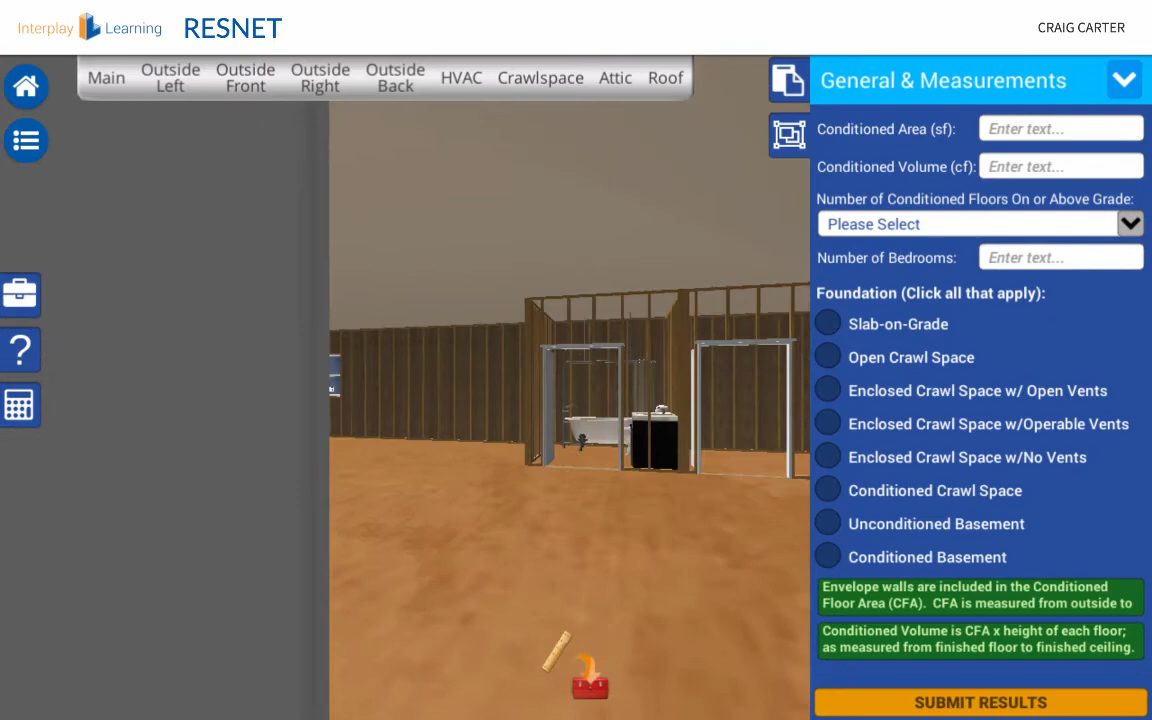 Interplay Learning RESNET CRAIG CARTER
Main Outside Left Outside Front Outside Right Outside Back HVAC Crawlspace Attic Roof
General & Measurements
Conditioned Area (sf): Enter text...
Conditioned Volume (cf): Enter text...
Number of Conditioned Floors On or Above Grade:
Please Select
Number of Bedrooms: Enter text...
Foundation (Click all that apply):
Slab-on-Grade
Open Crawl Space
Enclosed Crawl Space w/ Open Vents
Enclosed Crawl Space w/Operable Vents
Enclosed Crawl Space w/No Vents
Conditioned Crawl Space
Unconditioned Basement
Conditioned Basement
Envelope walls are included in the Conditioned
Floor Area (CFA). CFA is measured from outside to
Conditioned Volume is CFA x height of each floor;
as measured from finished floor to finished ceiling.
SUBMIT RESULTS